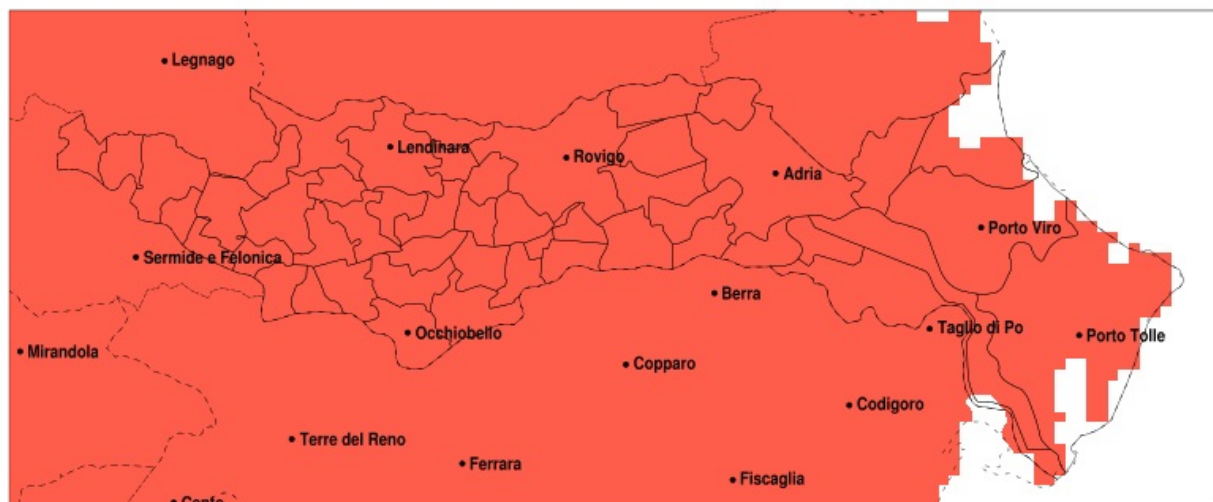 Legnago
Lendinara
Rovigo
Adria
Porto Viro
Sermide e Felonica
Berra
Occhiobello
Taglio di Po
Porto Tolle
Mirandola
Copparo
Codigoro
Terre del Reno
Ferrara
Fiscaglia